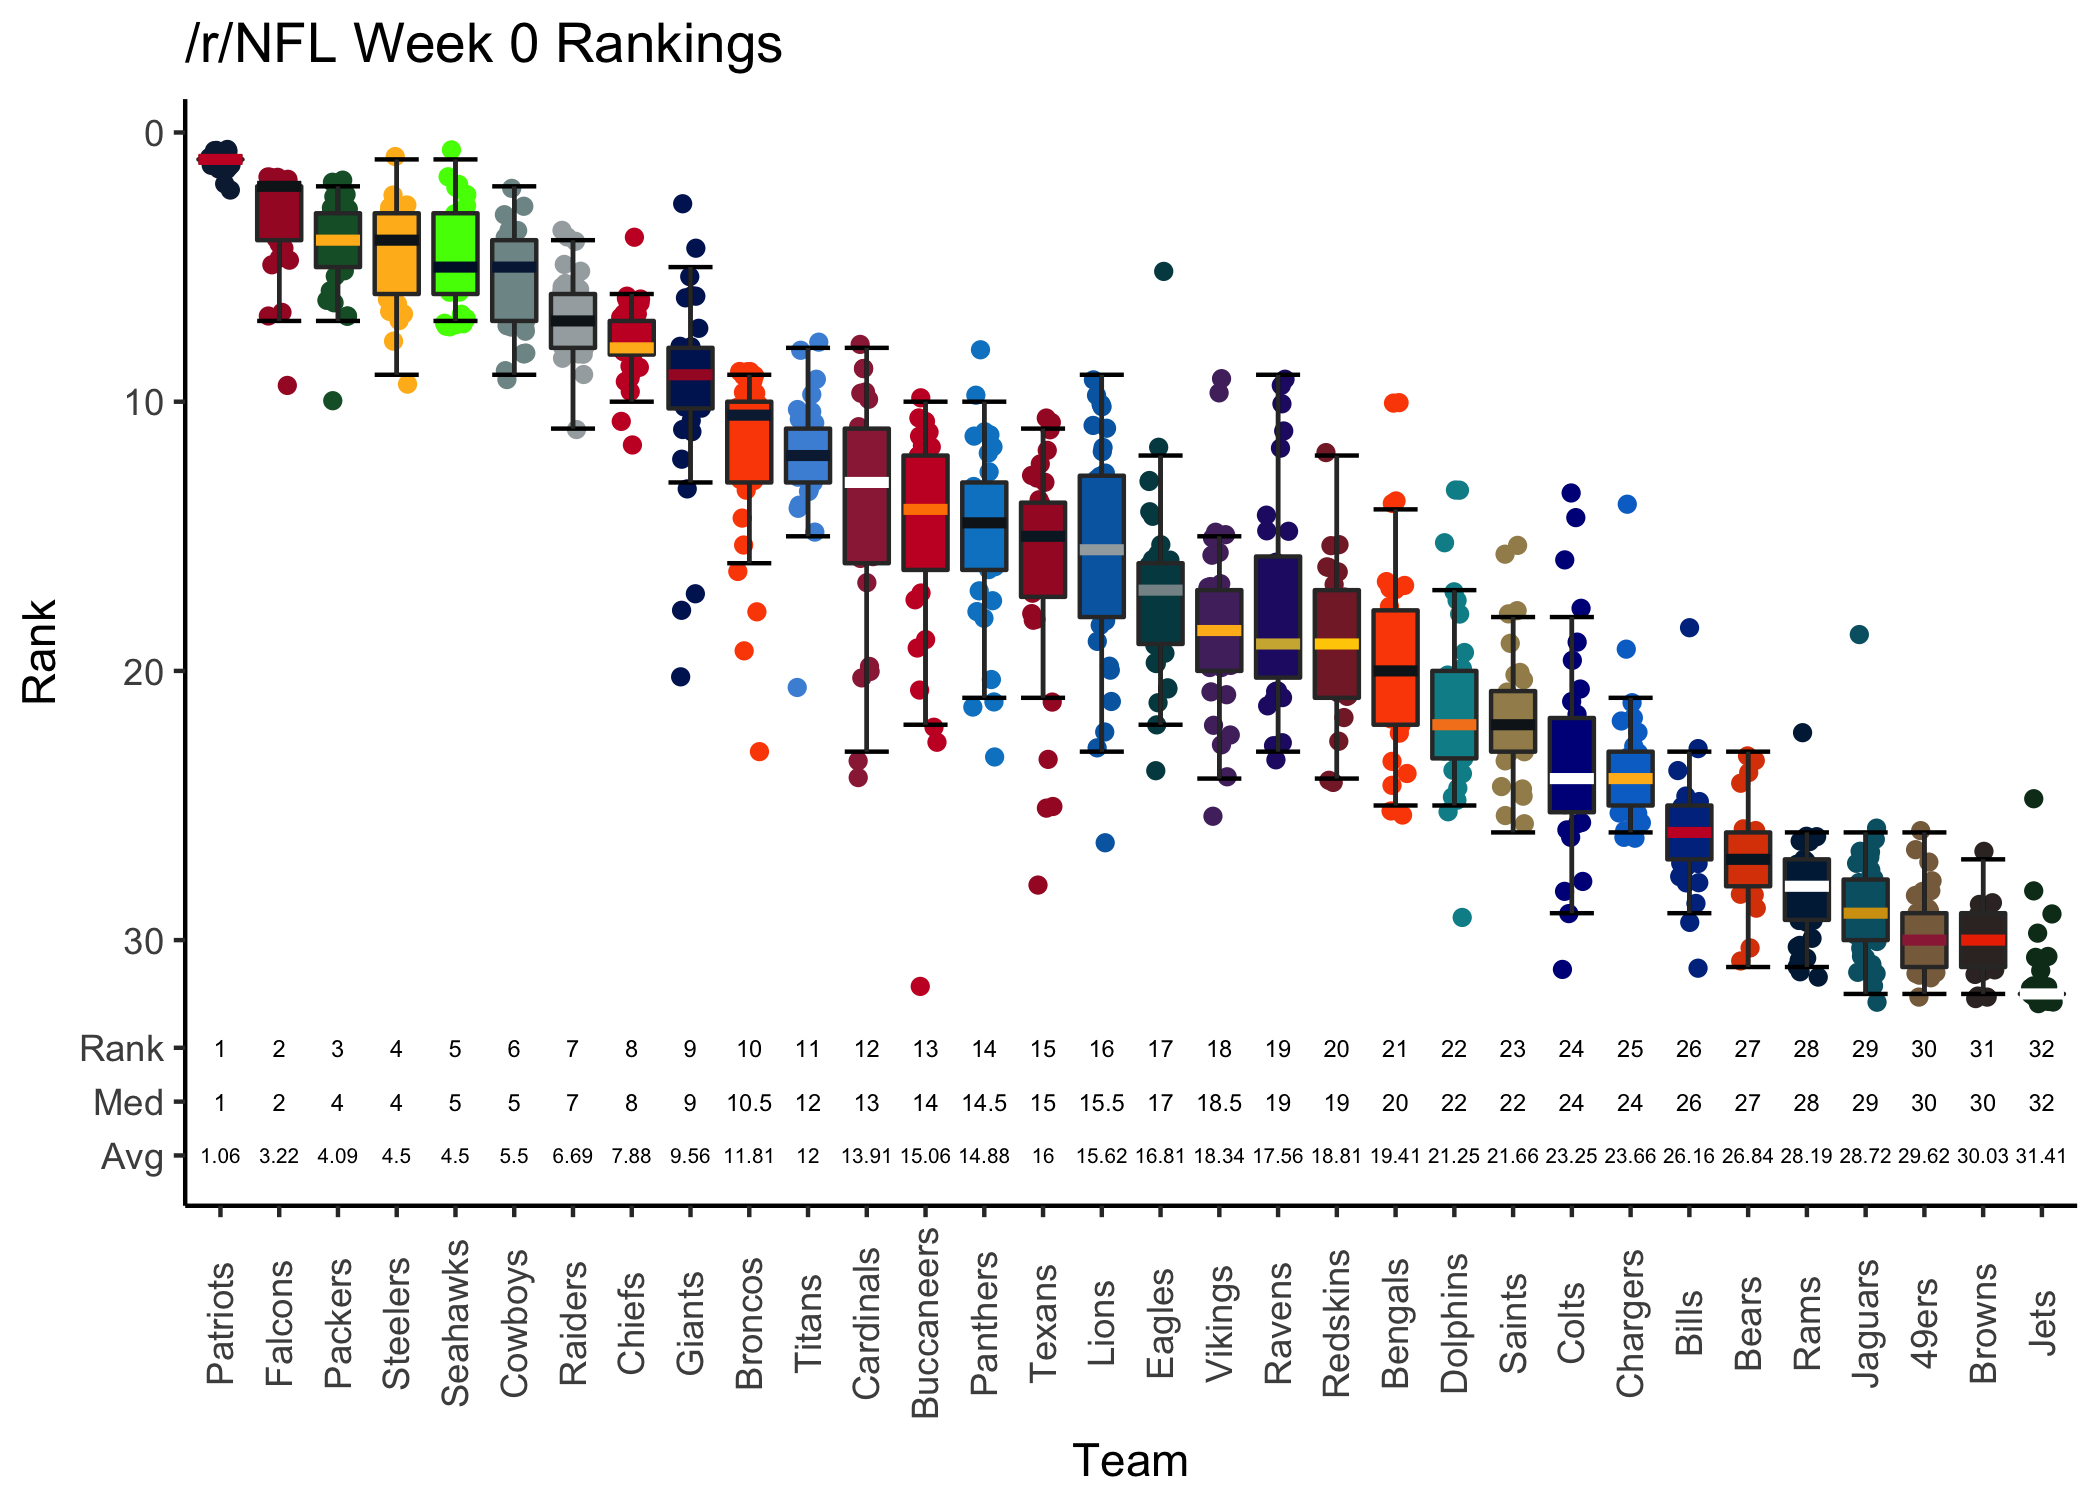 /r/NFL Week 0 Rankings
0
10
20
30
Rank
Rank 1 2 3 4 5 6 7 8 9 10 11 12 13 14 15 16 17 18 19 20 21 22 23 24 25 26 27 28 29 30 31 32
Med 1 2 4 4 5 5 7 8 9 10.5 12 13 14 14.5 15 15.5 17 18.5 19 19 20 22 22 24 24 26 27 28 29 30 30 32
Avg 1.06 3.22 4.09 4.5 4.5 5.5 6.69 7.88 9.56 11.81 12 13.91 15.06 14.88 16 15.62 16.81 18.34 17.56 18.81 19.41 21.25 21.66 23.25 23.66 26.16 26.84 28.19 28.72 29.62 30.03 31.41
Patriots Falcons Packers Steelers Seahawks Cowboys Raiders Chiefs Giants Broncos Titans Cardinals Buccaneers Panthers Texans Lions Eagles Vikings Ravens Redskins Bengals Dolphins Saints Colts Chargers Bills Bears Rams Jaguars 49ers Browns Jets
Team